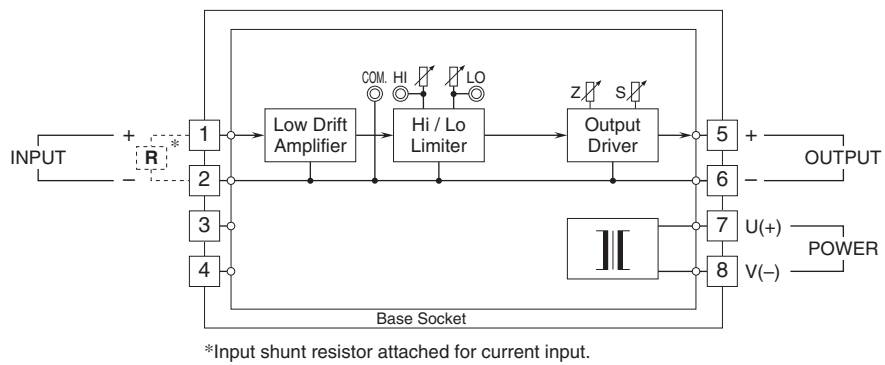 COM. HI LO
Z S
1 Low Drift Amplifier Hi / Lo Limiter Output Driver 5 +
+
INPUT R * OUTPUT
–
2 6 –
3 7 U(+)
POWER
4 8 V(–)
Base Socket
*Input shunt resistor attached for current input.